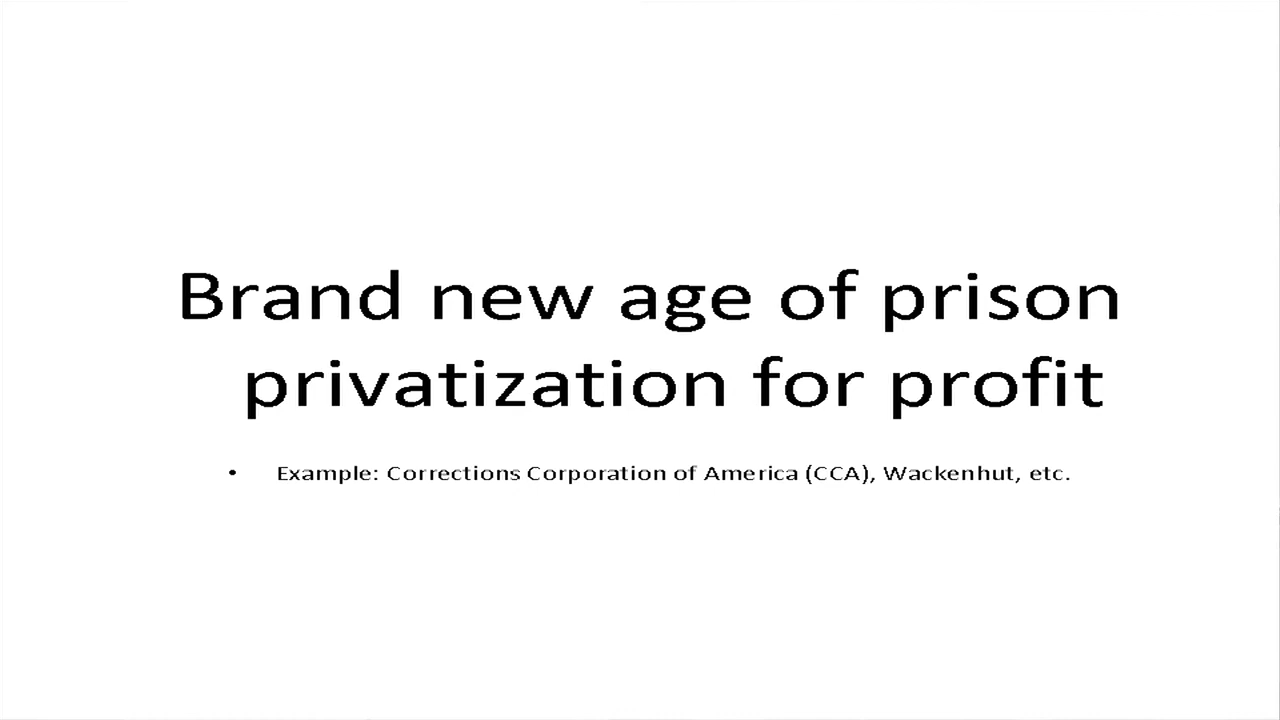 Brand new age of prison
privatization for profit
• Example: Corrections Corporation of America (CCA), Wackenhut, etc.